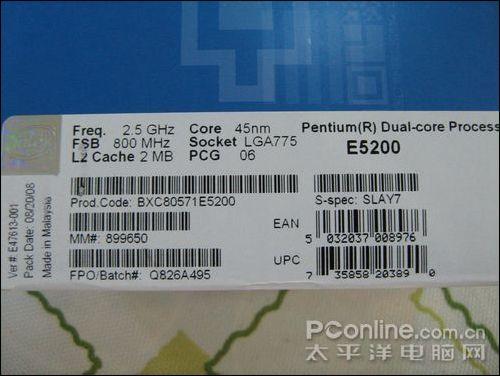 Freq. 2.5 GHz Core 45nm Pentium(R) Dual-core Process
FSB 800 MHz Socket LGA775 E5200
L2 Cache 2 MB PCG 06
Prod.Code: BXC80571E5200
S-spec: SLAY7
MM#: 899650
EAN
5 032037 008976
FPO/Batch#: Q826A495
UPC
7 35858 20389 0
Ver #: E47613-001
Pack Date: 08/20/08
Made in Malaysia
PConline.com.cn
太平洋电脑网